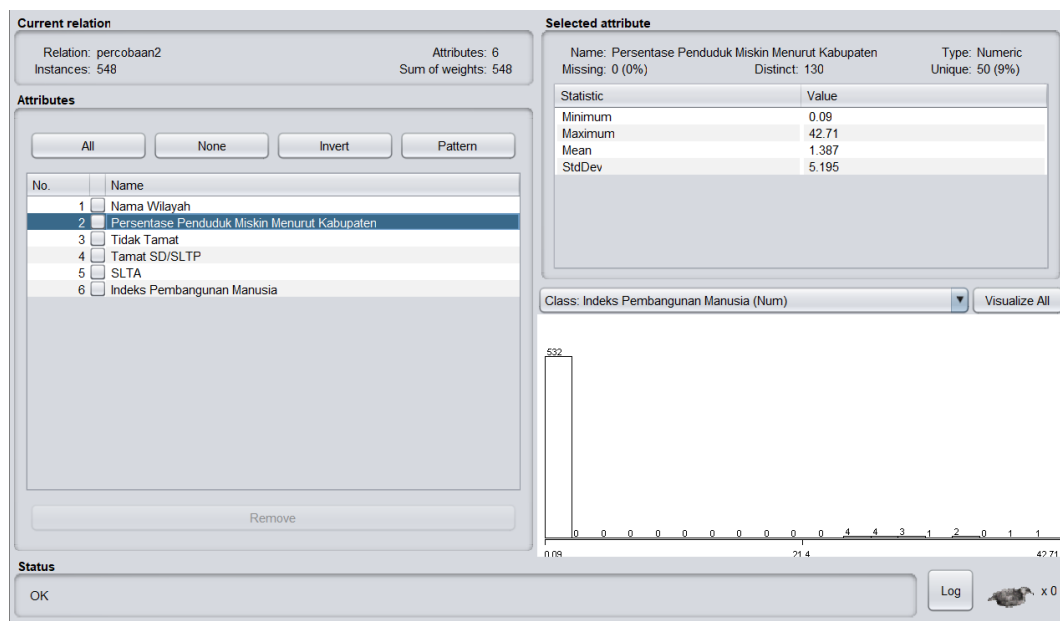 Current relation
Relation: percobaan2 Attributes: 6
Instances: 548 Sum of weights: 548
Attributes
All None Invert Pattern
No. Name
1 Nama Wilayah
2 Persentase Penduduk Miskin Menurut Kabupaten
3 Tidak Tamat
4 Tamat SD/SLTP
5 SLTA
6 Indeks Pembangunan Manusia
Remove
Selected attribute
Name: Persentase Penduduk Miskin Menurut Kabupaten Type: Numeric
Missing: 0 (0%) Distinct: 130 Unique: 50 (9%)
Statistic Value
Minimum 0.09
Maximum 42.71
Mean 1.387
StdDev 5.195
Class: Indeks Pembangunan Manusia (Num) Visualize All
532
0 0 0 0 0 0 0 0 0 0 4 4 3 1 2 0 1 1
0.09 21.4 42.71
Status
OK
Log x 0